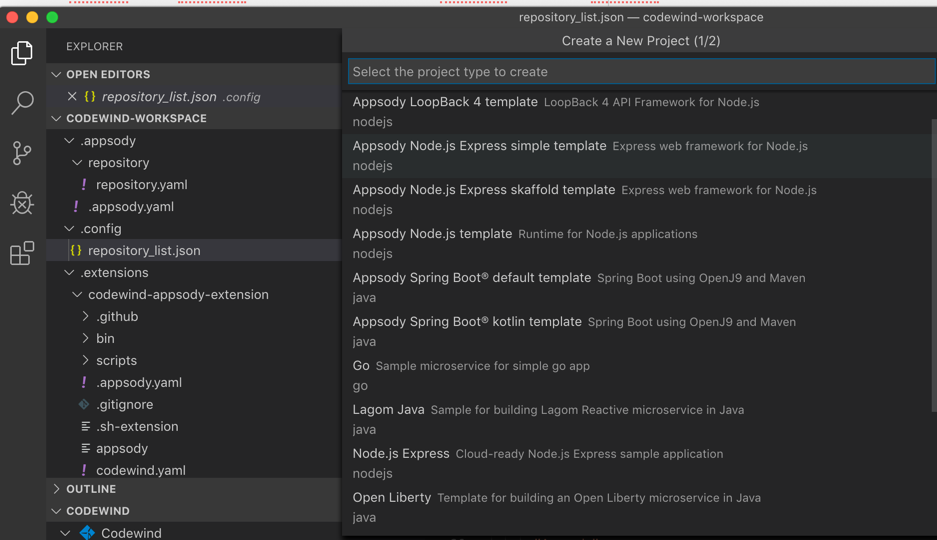 repository_list.json — codewind-workspace
EXPLORER
OPEN EDITORS
{} repository_list.json .config
CODEWIND-WORKSPACE
.appsody
repository
! repository.yaml
! .appsody.yaml
.config
{} repository_list.json
.extensions
codewind-appsody-extension
.github
bin
scripts
! .appsody.yaml
.gitignore
.sh-extension
appsody
! codewind.yaml
OUTLINE
CODEWIND
Codewind
Create a New Project (1/2)
Select the project type to create
Appsody LoopBack 4 template LoopBack 4 API Framework for Node.js
nodejs
Appsody Node.js Express simple template Express web framework for Node.js
nodejs
Appsody Node.js Express skaffold template Express web framework for Node.js
nodejs
Appsody Node.js template Runtime for Node.js applications
nodejs
Appsody Spring Boot® default template Spring Boot using OpenJ9 and Maven
java
Appsody Spring Boot® kotlin template Spring Boot using OpenJ9 and Maven
java
Go Sample microservice for simple go app
go
Lagom Java Sample for building Lagom Reactive microservice in Java
java
Node.js Express Cloud-ready Node.js Express sample application
nodejs
Open Liberty Template for building an Open Liberty microservice in Java
java